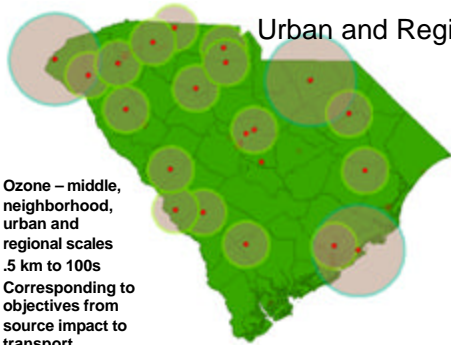 Urban and Regi
Ozone – middle,
neighborhood,
urban and
regional scales
.5 km to 100s
Corresponding to
objectives from
source impact to
transport